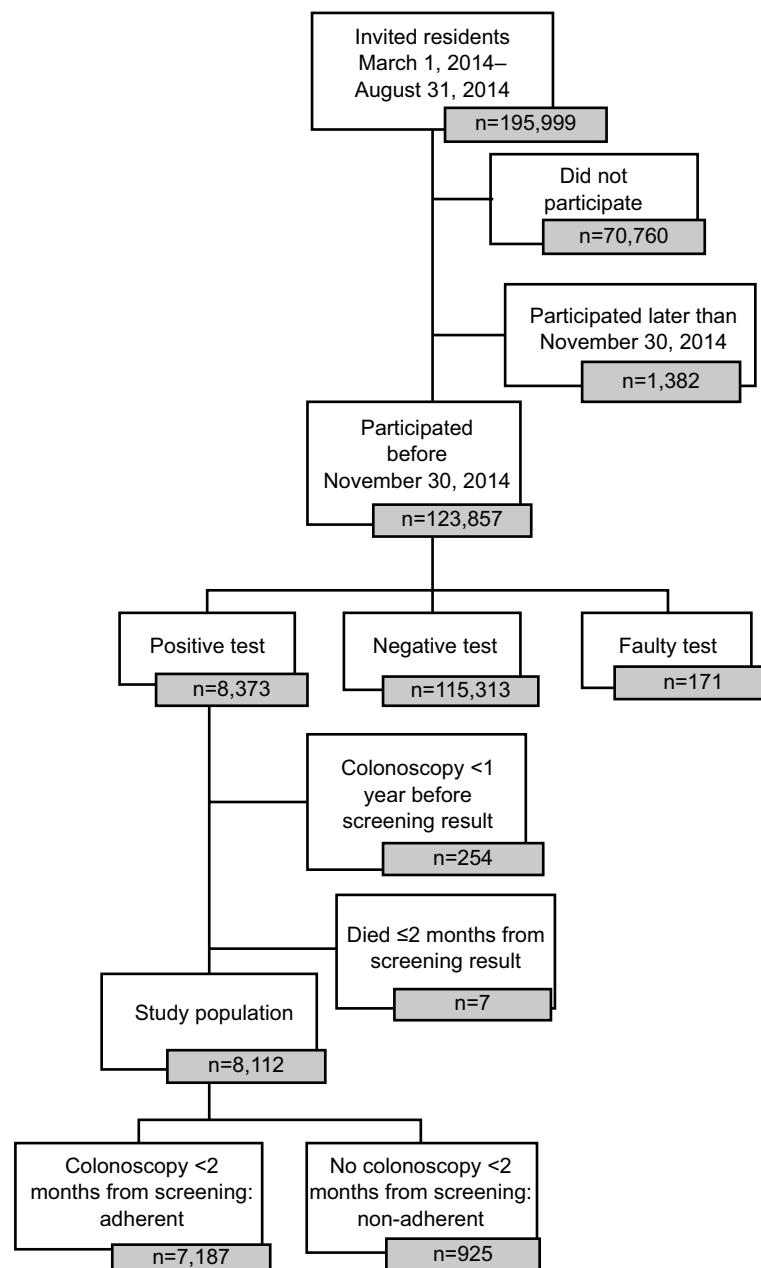 Invited residents
March 1, 2014–
August 31, 2014
n=195,999
Did not
participate
n=70,760
Participated later than
November 30, 2014
n=1,382
Participated
before
November 30, 2014
n=123,857
Positive test
n=8,373
Negative test
n=115,313
Faulty test
n=171
Colonoscopy <1
year before
screening result
n=254
Died ≤2 months from
screening result
n=7
Study population
n=8,112
Colonoscopy <2
months from screening:
adherent
n=7,187
No colonoscopy <2
months from screening:
non-adherent
n=925